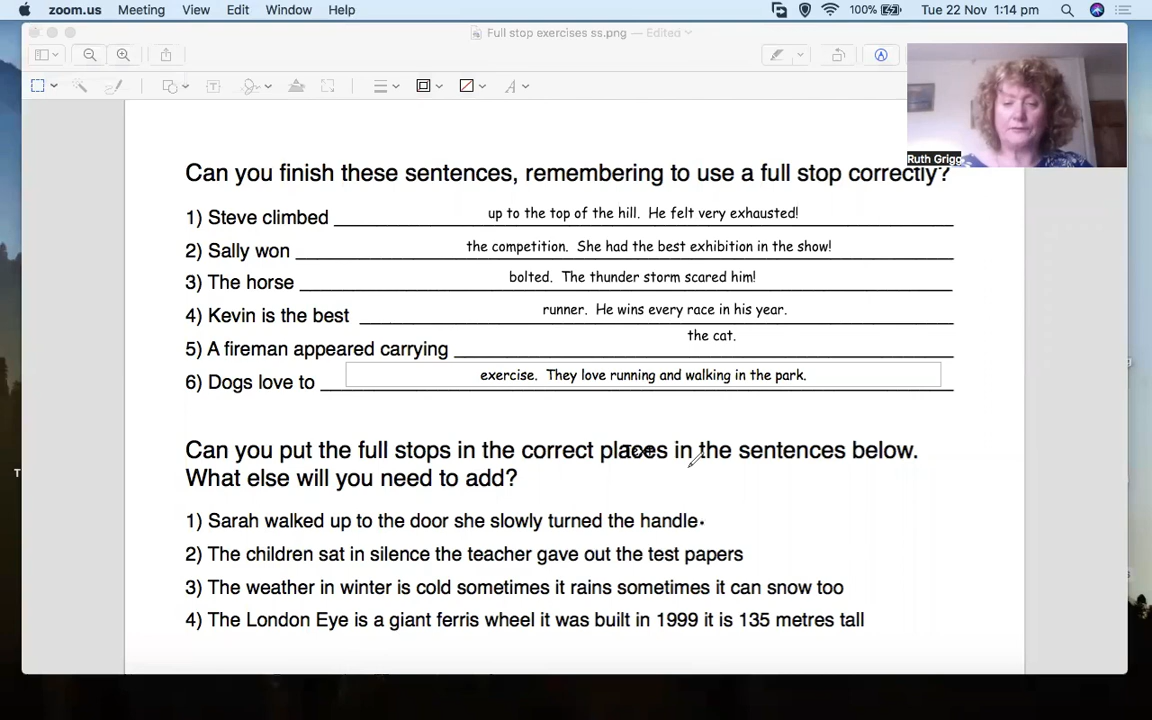 zoom.us Meeting View Edit Window Help 100% Tue 22 Nov 1:14 pm
Full stop exercises ss.png — Edited
Ruth Grigg
Can you finish these sentences, remembering to use a full stop correctly?
1) Steve climbed up to the top of the hill. He felt very exhausted!
2) Sally won the competition. She had the best exhibition in the show!
3) The horse bolted. The thunder storm scared him!
4) Kevin is the best runner. He wins every race in his year.
5) A fireman appeared carrying the cat.
6) Dogs love to exercise. They love running and walking in the park.
Can you put the full stops in the correct places in the sentences below.
Text
What else will you need to add?
1) Sarah walked up to the door she slowly turned the handle.
2) The children sat in silence the teacher gave out the test papers
3) The weather in winter is cold sometimes it rains sometimes it can snow too
4) The London Eye is a giant ferris wheel it was built in 1999 it is 135 metres tall